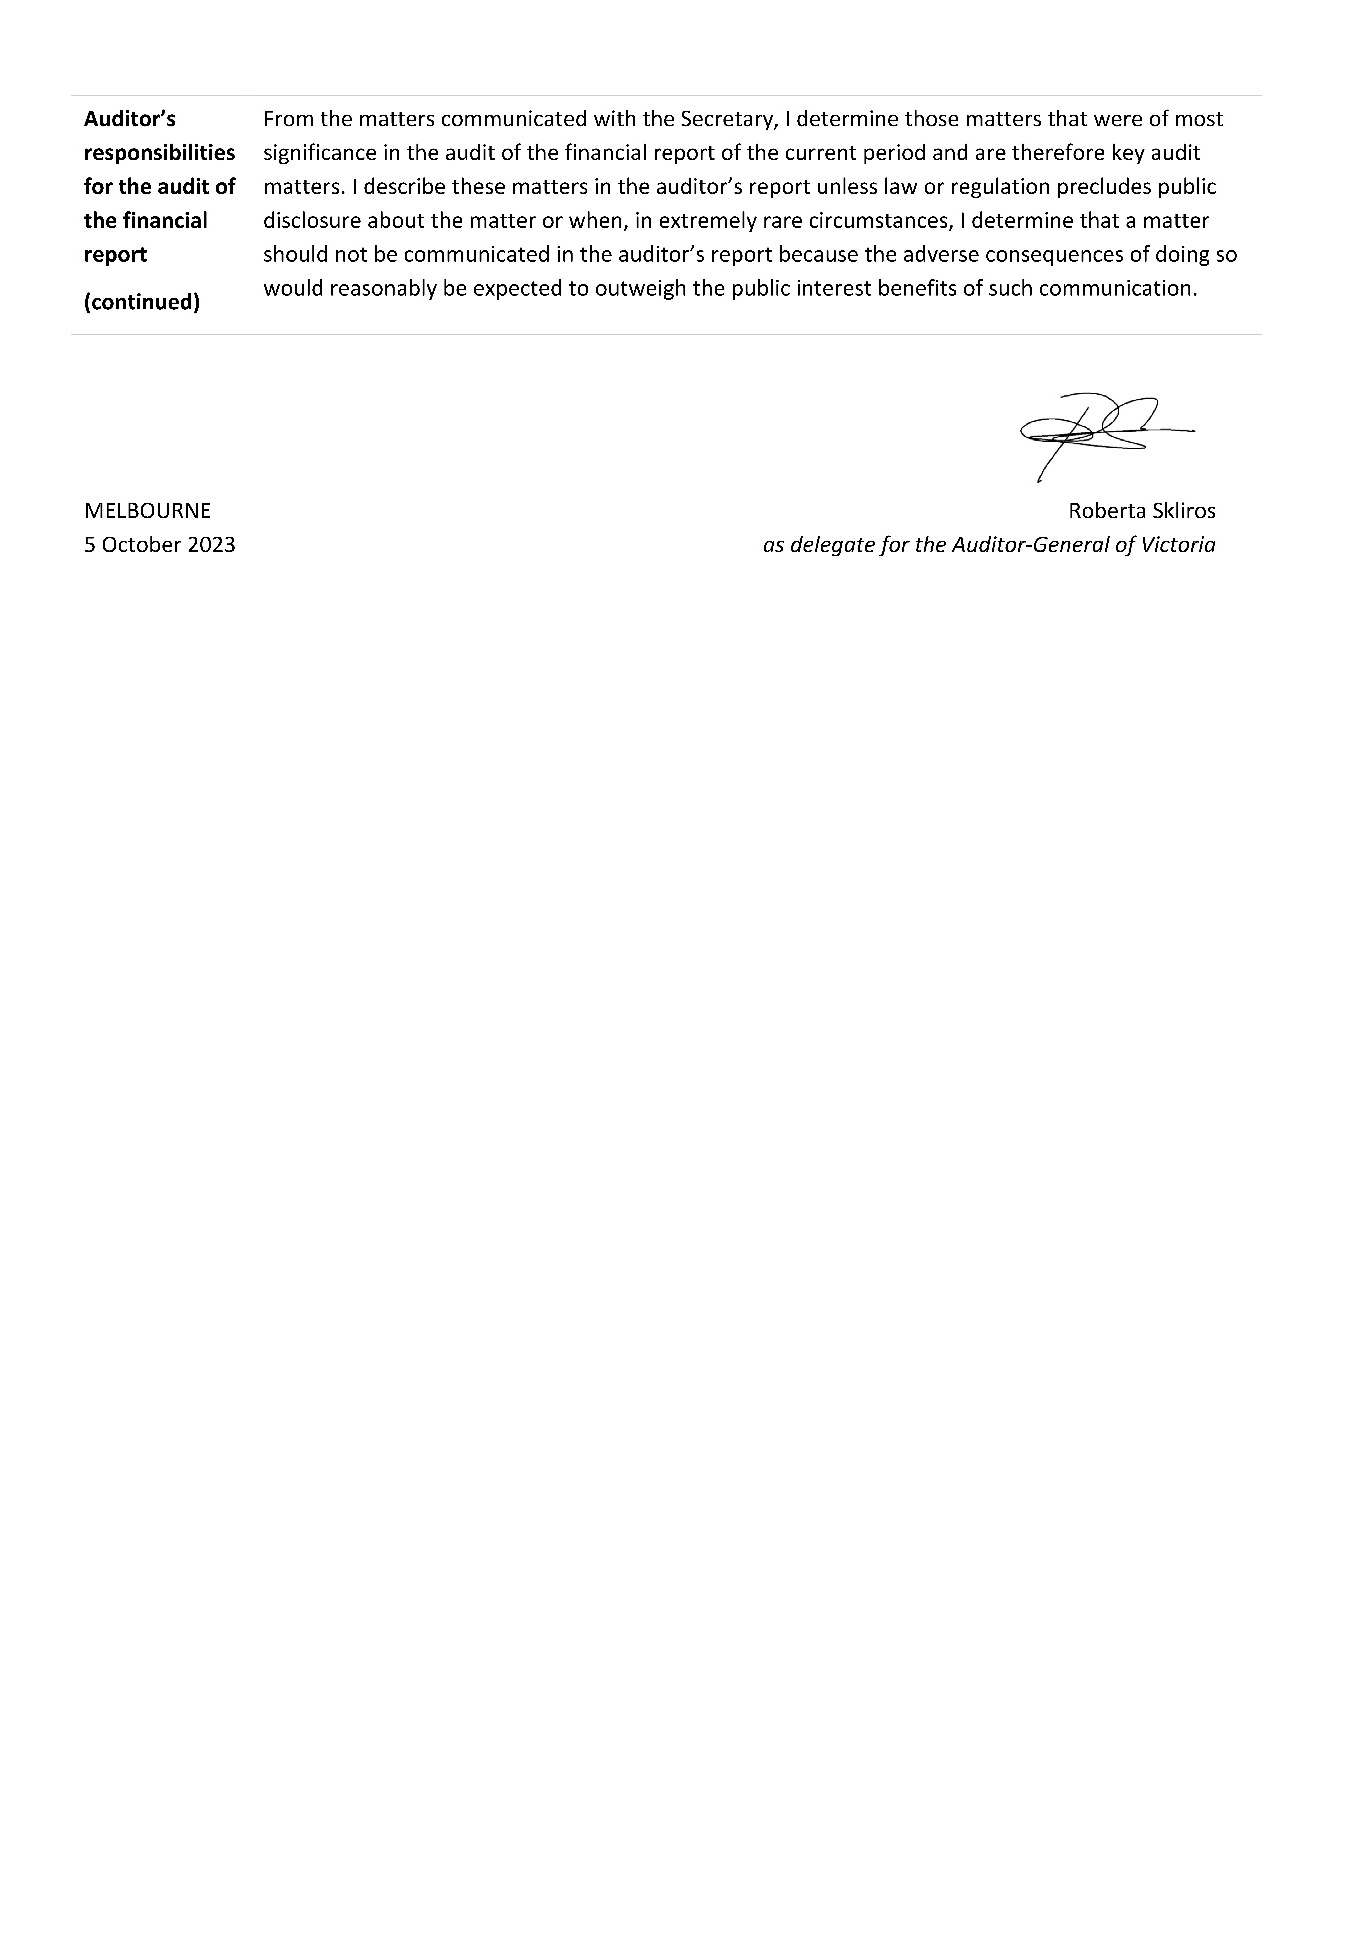 Auditor’s
responsibilities
for the audit of
the financial
report
(continued)
From the matters communicated with the Secretary, I determine those matters that were of most
significance in the audit of the financial report of the current period and are therefore key audit
matters. I describe these matters in the auditor’s report unless law or regulation precludes public
disclosure about the matter or when, in extremely rare circumstances, I determine that a matter
should not be communicated in the auditor’s report because the adverse consequences of doing so
would reasonably be expected to outweigh the public interest benefits of such communication.
MELBOURNE
5 October 2023
Roberta Skliros
as delegate for the Auditor-General of Victoria